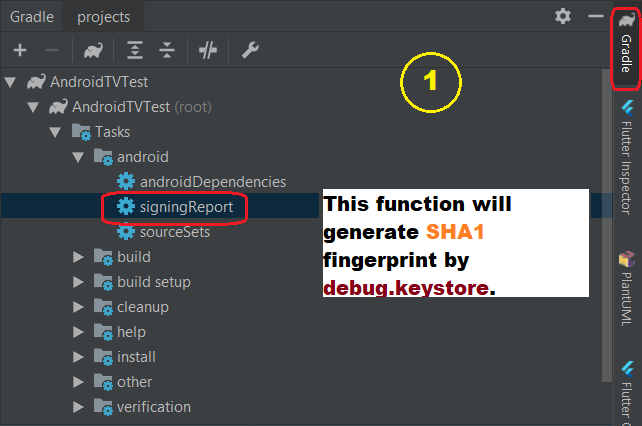 Gradle projects
1
Gradle
AndroidTVTest
AndroidTVTest (root)
Tasks
android
androidDependencies
signingReport
sourceSets
build
build setup
cleanup
help
install
other
verification
This function will
generate SHA1
fingerprint by
debug.keystore.
Flutter Inspector
PlantUML
Flutter